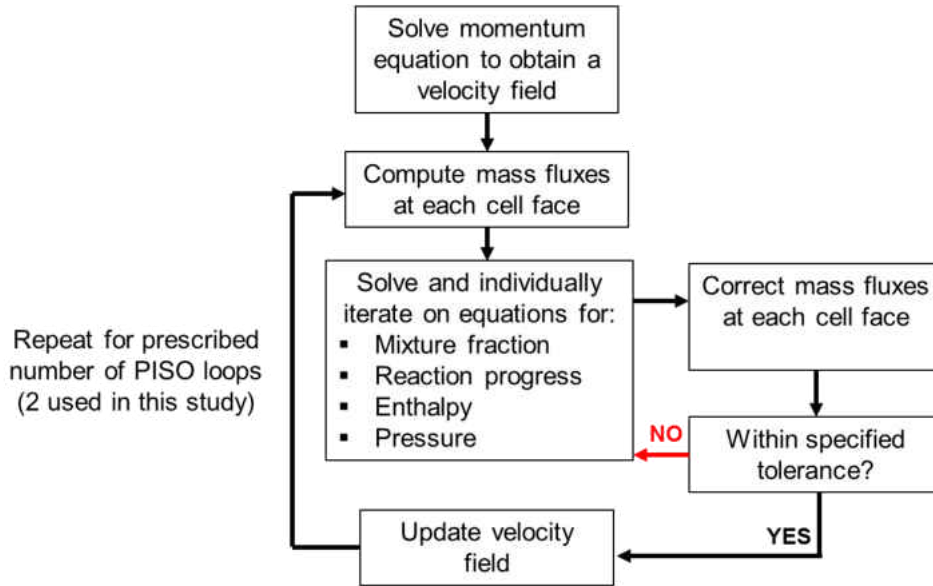 Solve momentum
equation to obtain a
velocity field
Compute mass fluxes
at each cell face
Solve and individually
iterate on equations for:
▪ Mixture fraction
▪ Reaction progress
▪ Enthalpy
▪ Pressure
Correct mass fluxes
at each cell face
Repeat for prescribed
number of PISO loops
(2 used in this study)
NO
Within specified
tolerance?
YES
Update velocity
field